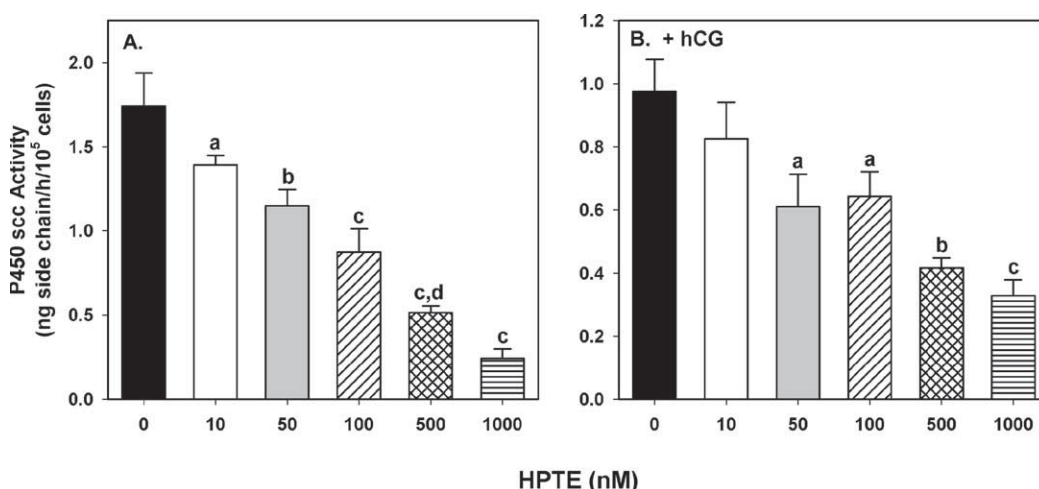 A.
P450 scc Activity
(ng side chain/h/10⁵ cells)
2.0
1.5
1.0
0.5
0.0
a
b
c
c,d
c
0 10 50 100 500 1000
B. + hCG
1.2
1.0
0.8
0.6
0.4
0.2
0.0
a
a
b
c
0 10 50 100 500 1000
HPTE (nM)